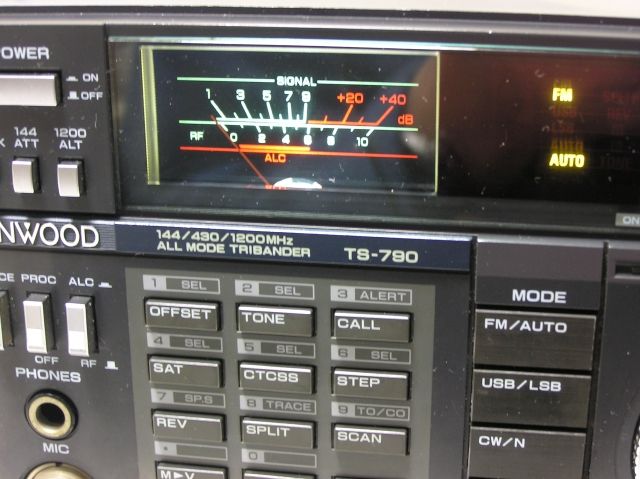 POWER
ON
OFF
144 ATT
1200 ALT
SIGNAL
1 3 5 7 9 +20 +40
dB
RF 0 2 4 6 8 10
ALC
FM
AUTO
ON
NWOOD
144/430/1200MHz
ALL MODE TRIBANDER TS-790
PROC ALC
OFF RF
PHONES
MIC
1 SEL 2 SEL 3 ALERT
OFFSET TONE CALL
4 SEL 5 SEL 6 SEL
SAT CTCSS STEP
7 SP.S 8 TRACE 9 TO/CO
REV SPLIT SCAN
• 0
M▶V
MODE
FM/AUTO
USB/LSB
CW/N